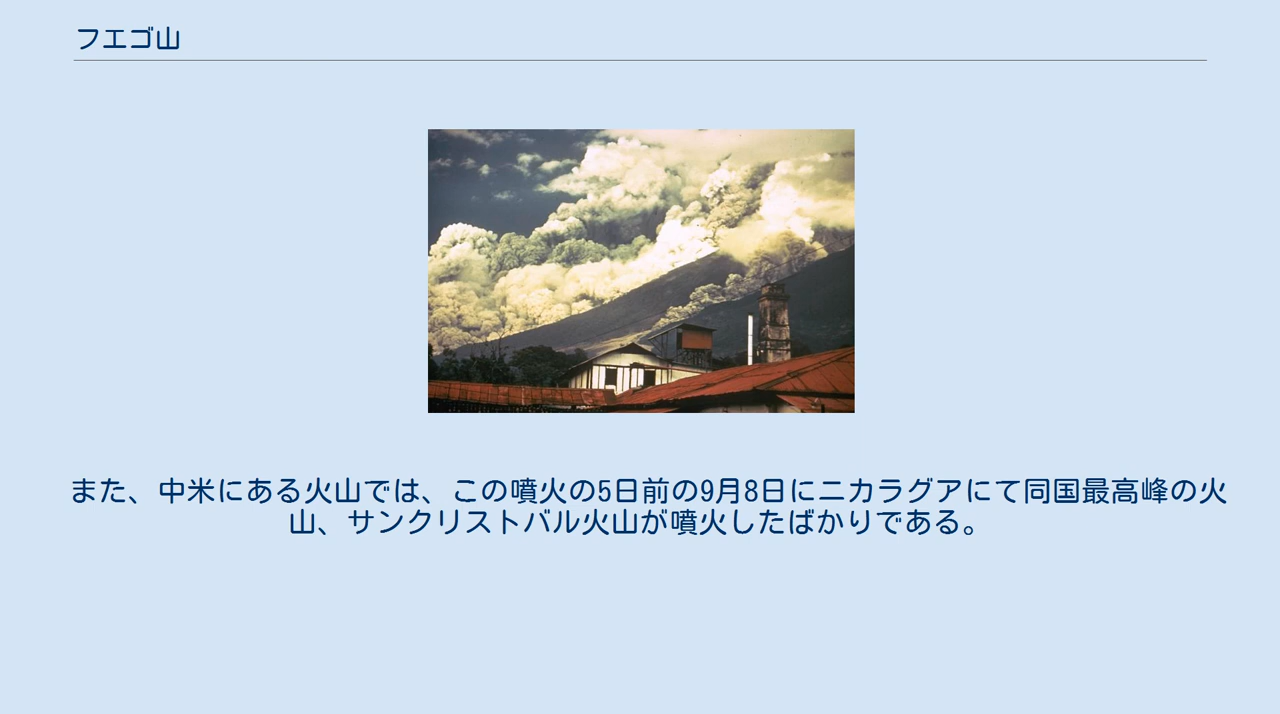 フエゴ山
また、中米にある火山では、この噴火の5日前の9月8日にニカラグアにて同国最高峰の火
山、サンクリストバル火山が噴火したばかりである。